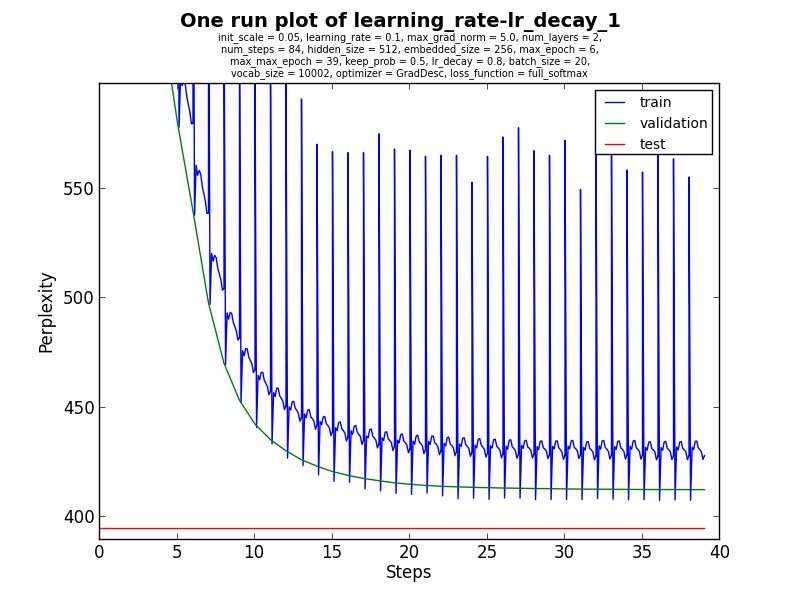 One run plot of learning_rate-lr_decay_1
init_scale = 0.05, learning_rate = 0.1, max_grad_norm = 5.0, num_layers = 2,
num_steps = 84, hidden_size = 512, embedded_size = 256, max_epoch = 6,
max_max_epoch = 39, keep_prob = 0.5, lr_decay = 0.8, batch_size = 20,
vocab_size = 10002, optimizer = GradDesc, loss_function = full_softmax
train
validation
test
550
500
450
400
Perplexity
0 5 10 15 20 25 30 35 40
Steps